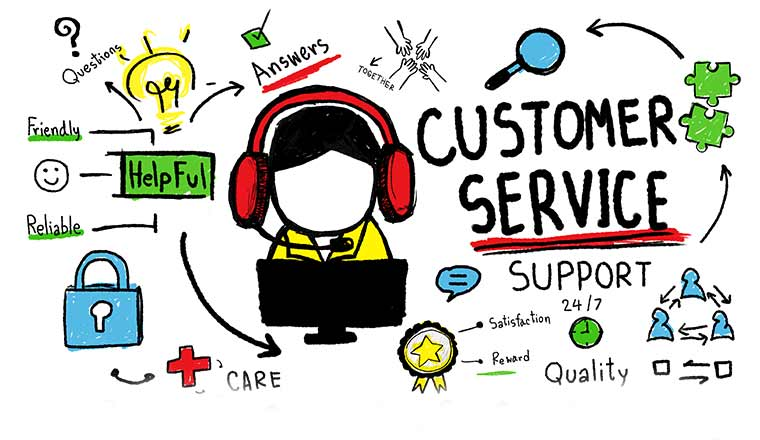 ?
Questions
Answers
TOGETHER
Friendly
HelpFul
Reliable
CUSTOMER
SERVICE
SUPPORT
24/7
Satisfaction
Reward
Quality
CARE